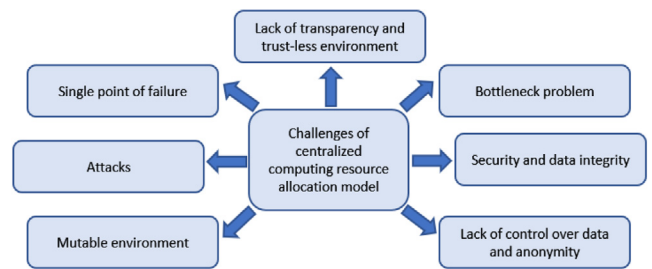 Lack of transparency and
trust-less environment
Single point of failure
Bottleneck problem
Challenges of
centralized
computing resource
allocation model
Attacks
Security and data integrity
Mutable environment
Lack of control over data
and anonymity